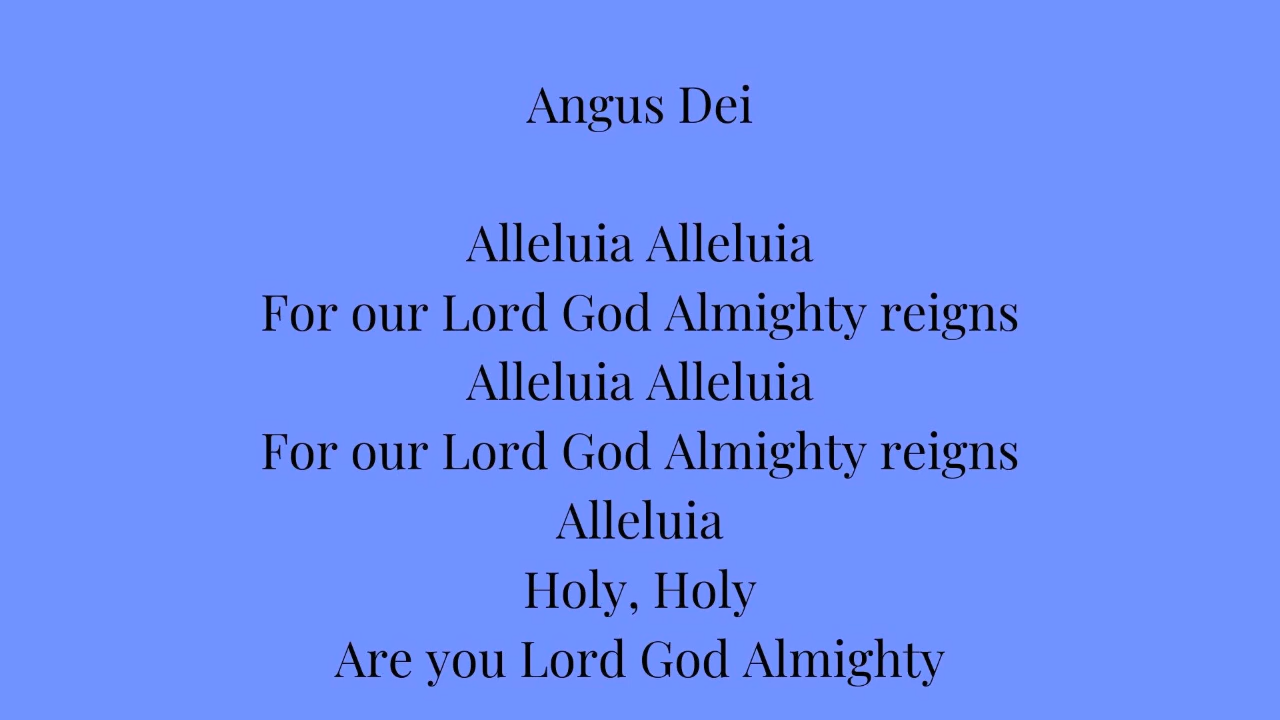 Angus Dei
Alleluia Alleluia
For our Lord God Almighty reigns
Alleluia Alleluia
For our Lord God Almighty reigns
Alleluia
Holy, Holy
Are you Lord God Almighty